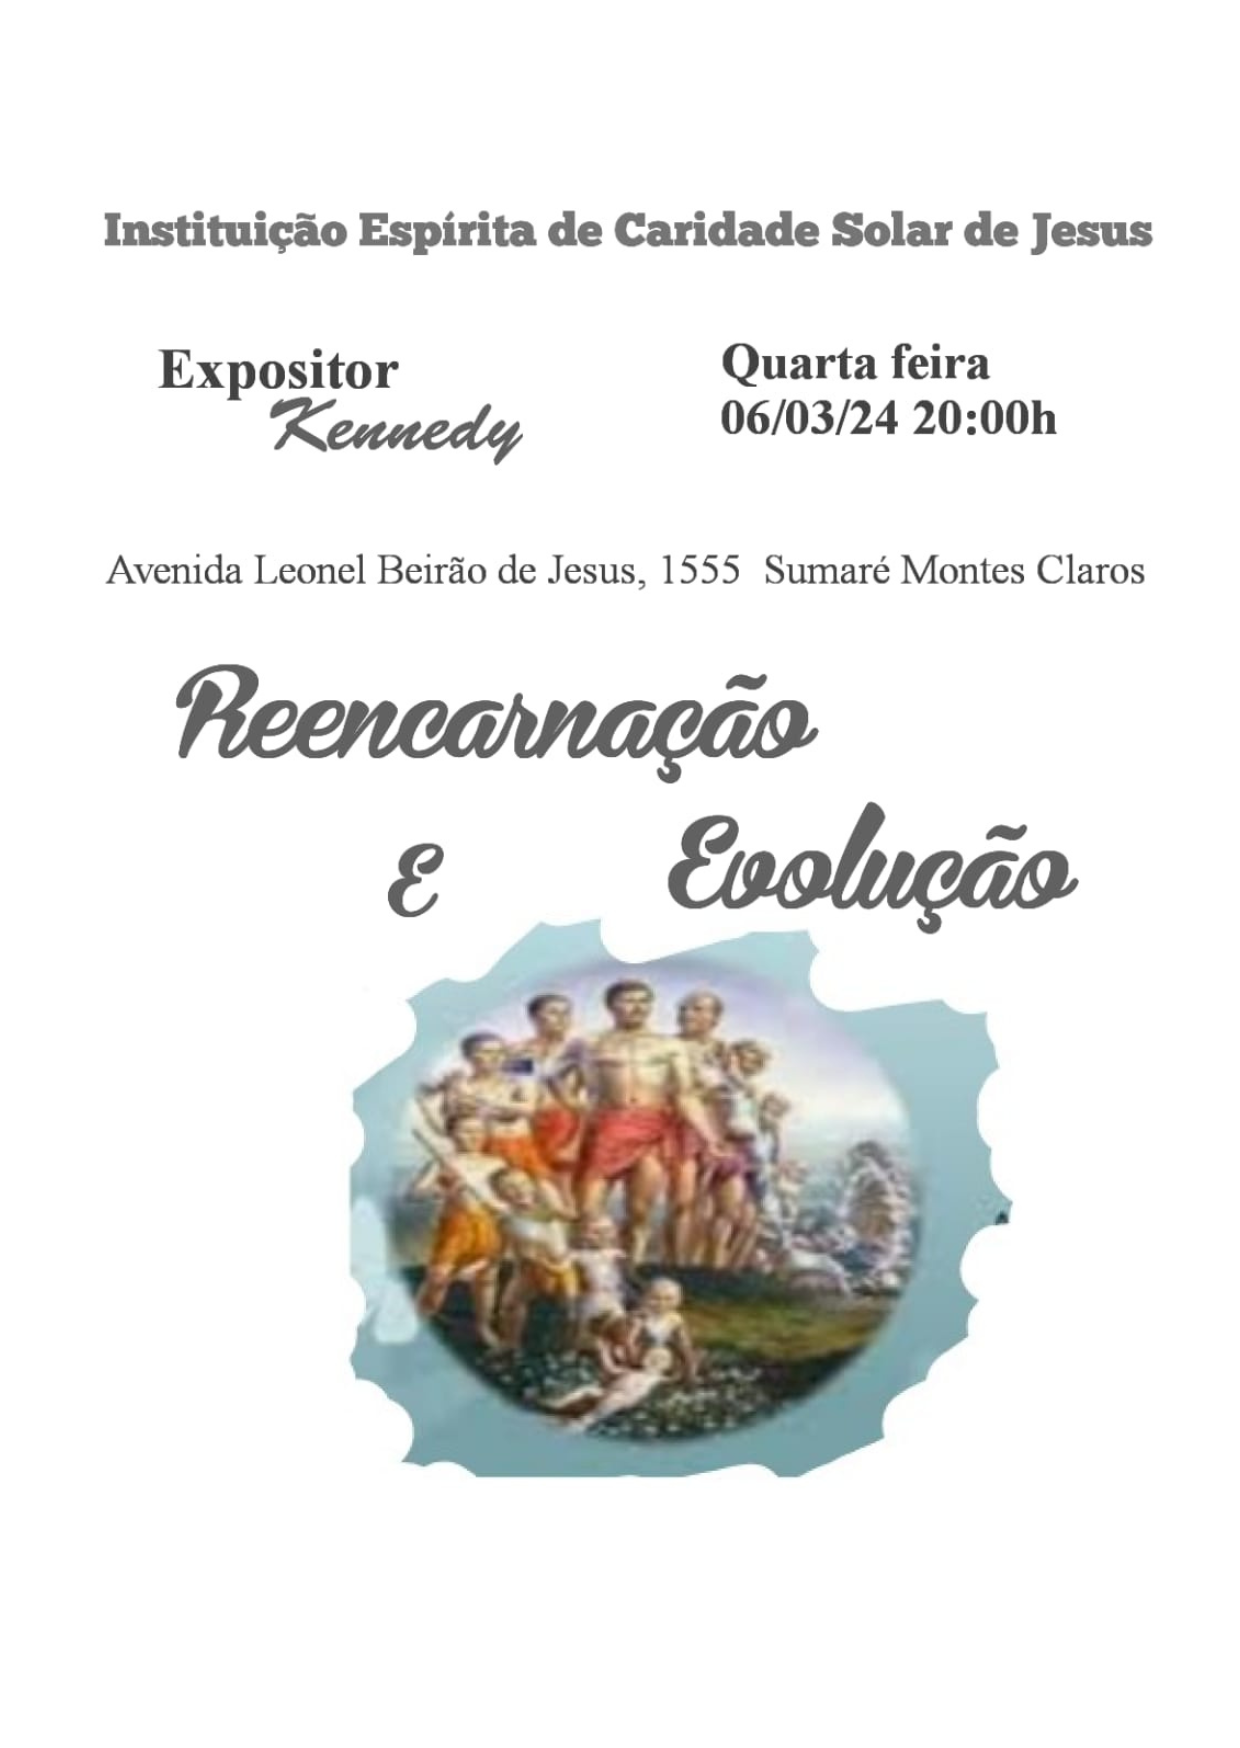 Instituição Espírita de Caridade Solar de Jesus
Expositor
Kennedy
Quarta feira
06/03/24 20:00h
Avenida Leonel Beirão de Jesus, 1555 Sumaré Montes Claros
Reencarnação
E Evolução